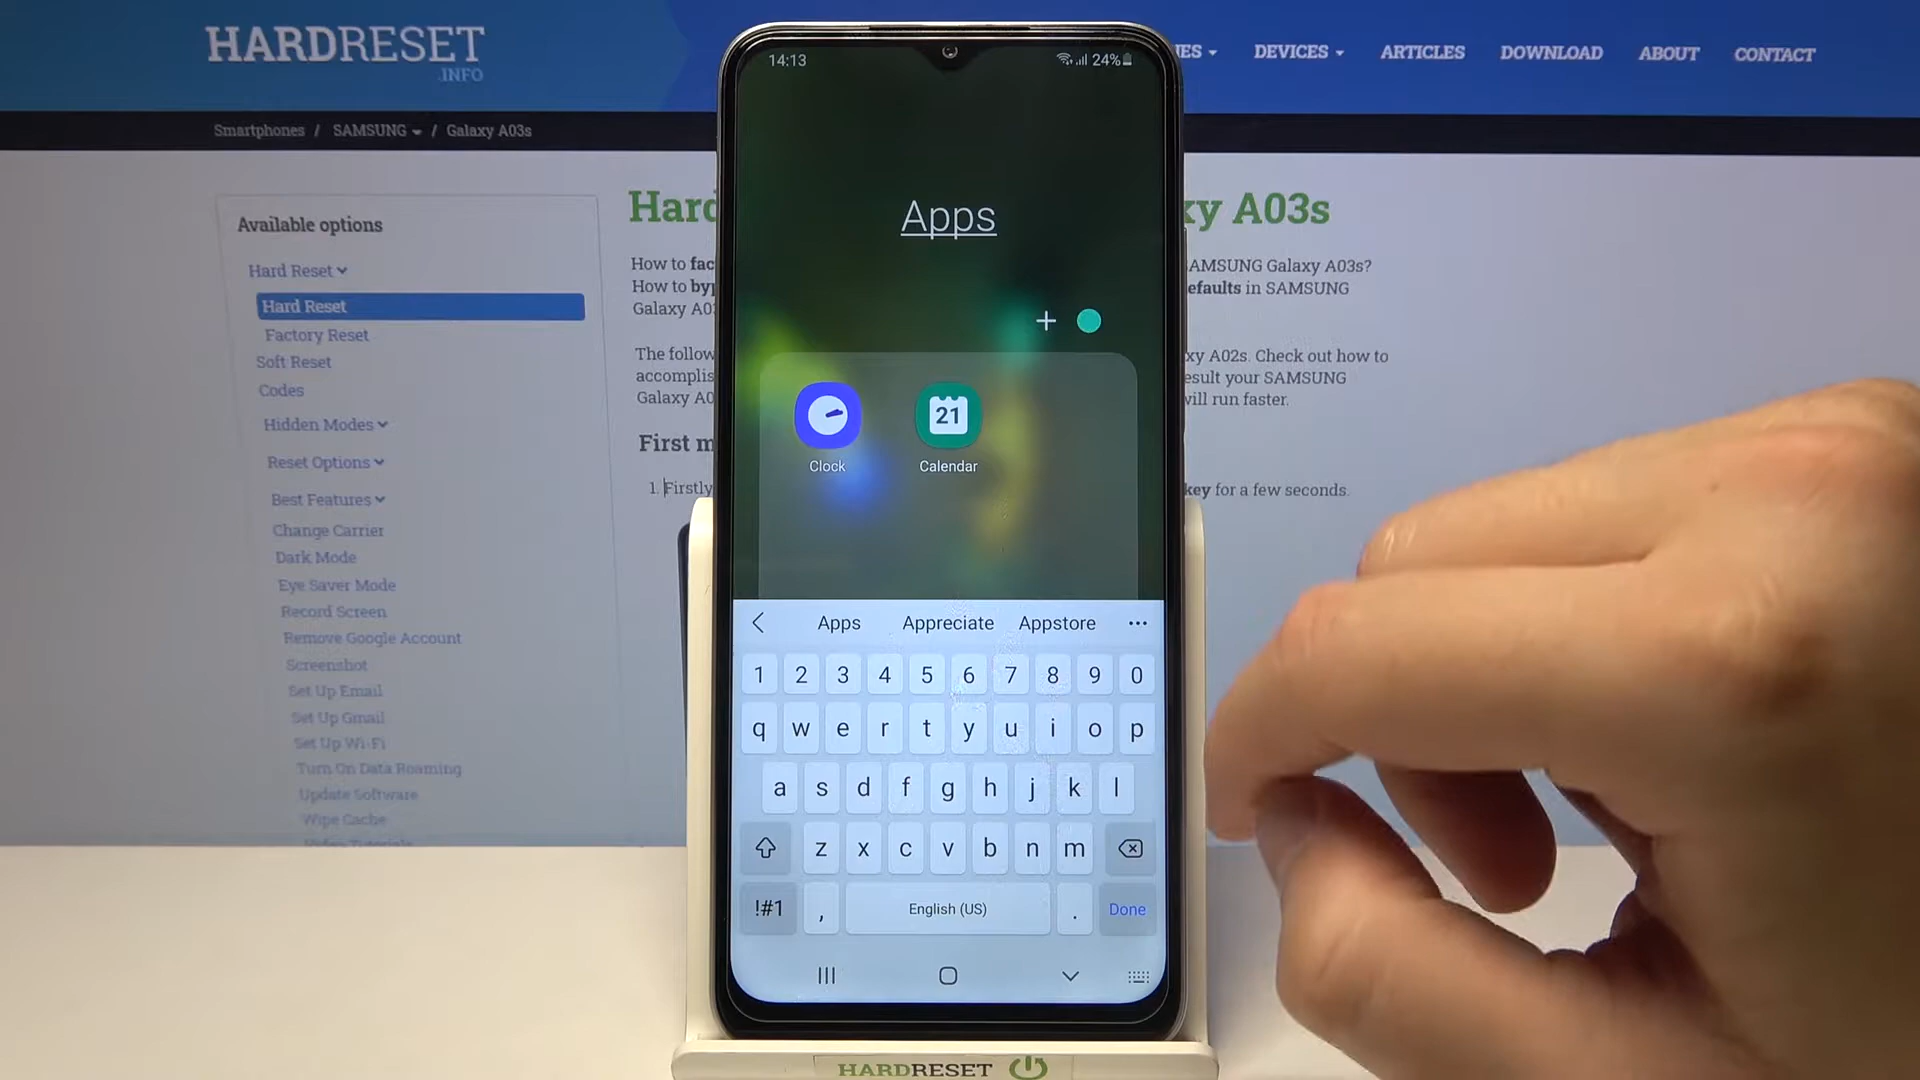 HARDRESET
.INFO
IES
DEVICES
ARTICLES
DOWNLOAD
ABOUT
CONTACT
Smartphones / SAMSUNG / Galaxy A03s
Available options
Hard Reset
Hard Reset
Factory Reset
Soft Reset
Codes
Hidden Modes
Reset Options
Best Features
Change Carrier
Dark Mode
Eye Saver Mode
Record Screen
Remove Google Account
Screenshot
Set Up Email
Set Up Gmail
Set Up Wi-Fi
Turn On Data Roaming
Update Software
Wipe Cache
Video Tutorials
Hard
xy A03s
How to fac
AMSUNG Galaxy A03s?
How to byp
efaults in SAMSUNG
Galaxy A0
The follow
xy A02s. Check out how to
accomplis
esult your SAMSUNG
Galaxy A0
will run faster.
First m
1. Firstly
key for a few seconds.
14:13
24%
Apps
+
21
Clock
Calendar
Apps Appreciate Appstore
1 2 3 4 5 6 7 8 9 0
q w e r t y u i o p
a s d f g h j k l
z x c v b n m
!#1 , English (US) . Done
HARDRESET